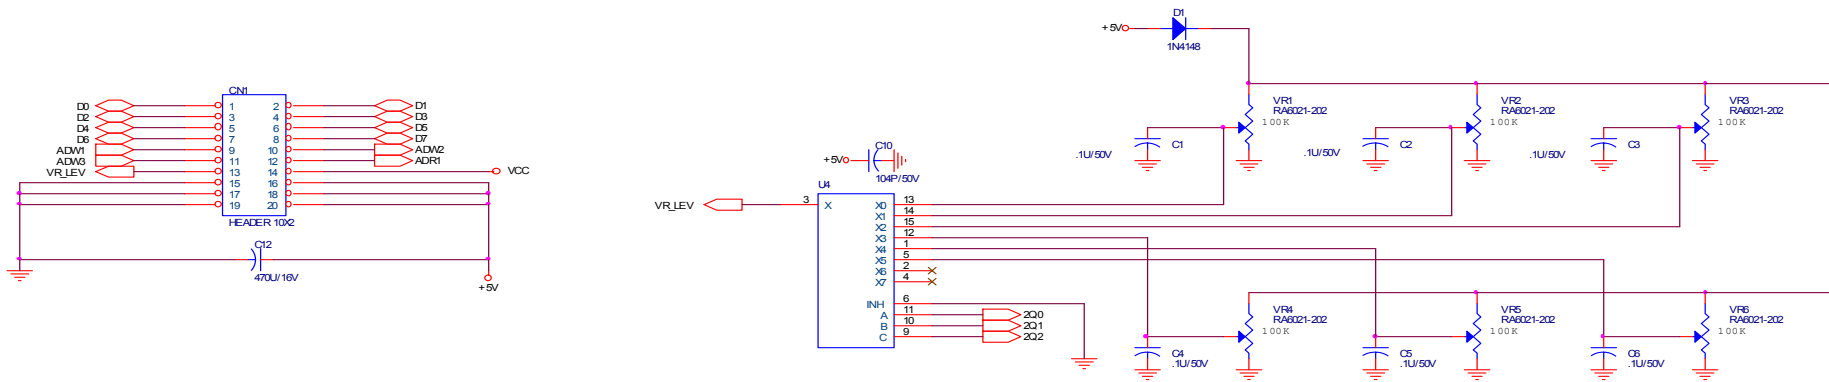 D1
+5V
1N4148
CN1
D0 1 2 D1
D2 3 4 D3
D4 5 6 D5
D6 7 8 D7
ADW1 9 10 ADW2
ADW3 11 12 ADR1
VR_LEV 13 14 VCC
15 16
17 18
19 20
HEADER 10X2
C12
470U/16V
+5V
VR1
RA6021-202
100K
C1
.1U/50V
VR2
RA6021-202
100K
C2
.1U/50V
VR3
RA6021-202
100K
C3
.1U/50V
C10
+5V
104P/50V
U4
VR_LEV 3 X
X0 13
X1 14
X2 15
X3 12
X4 1
X5 5
X6 2
X7 4
INH 6
A 11 2Q0
B 10 2Q1
C 9 2Q2
VR4
RA6021-202
100K
C4
.1U/50V
VR5
RA6021-202
100K
C5
.1U/50V
VR6
RA6021-202
100K
C6
.1U/50V